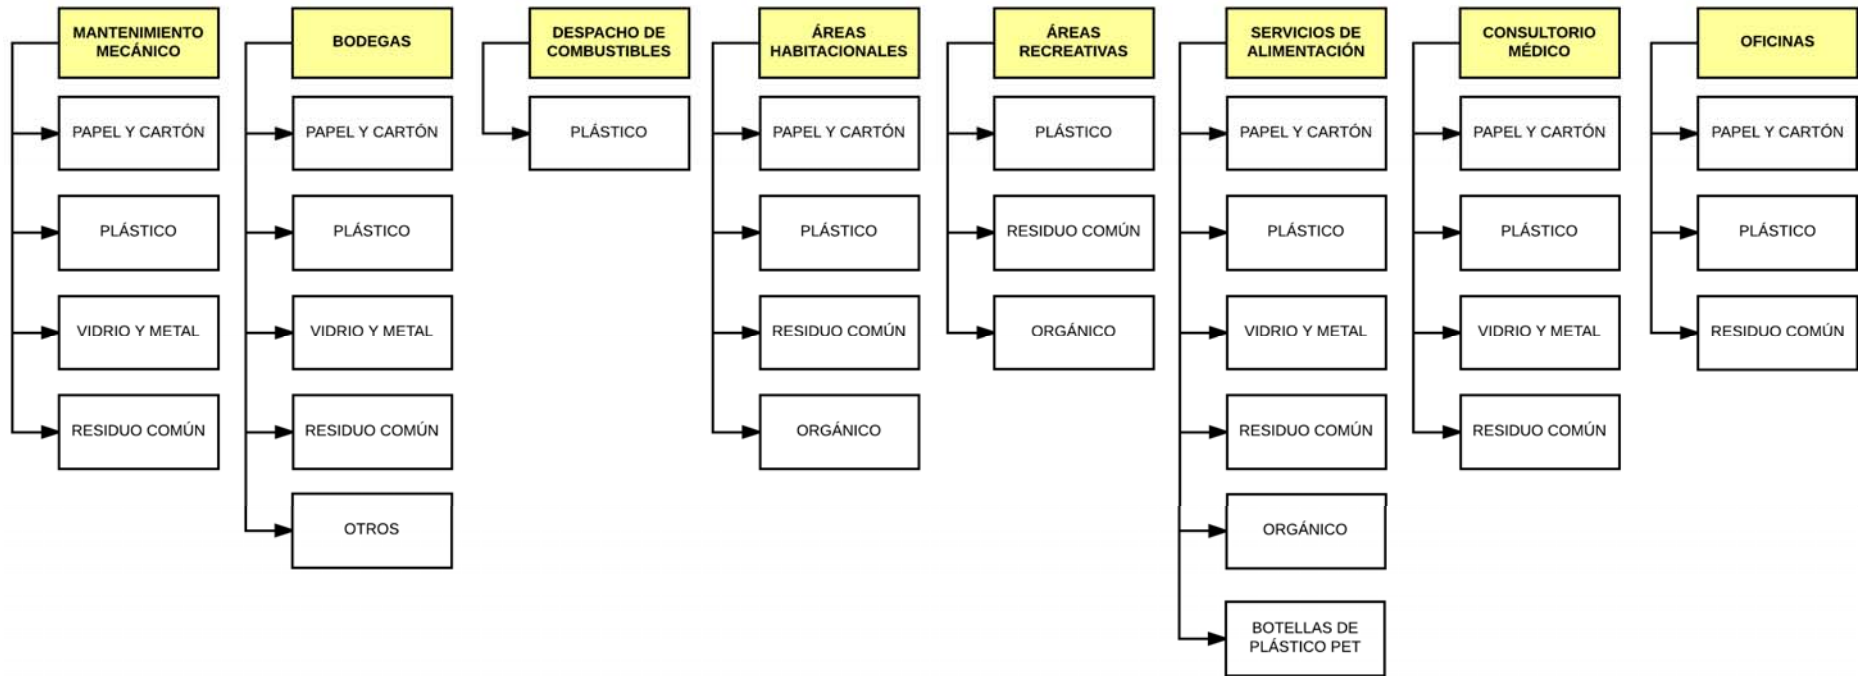 MANTENIMIENTO
MECÁNICO
PAPEL Y CARTÓN
PLÁSTICO
VIDRIO Y METAL
RESIDUO COMÚN
BODEGAS
PAPEL Y CARTÓN
PLÁSTICO
VIDRIO Y METAL
RESIDUO COMÚN
OTROS
DESPACHO DE
COMBUSTIBLES
PLÁSTICO
ÁREAS
HABITACIONALES
PAPEL Y CARTÓN
PLÁSTICO
RESIDUO COMÚN
ORGÁNICO
ÁREAS
RECREATIVAS
PLÁSTICO
RESIDUO COMÚN
ORGÁNICO
SERVICIOS DE
ALIMENTACIÓN
PAPEL Y CARTÓN
PLÁSTICO
VIDRIO Y METAL
RESIDUO COMÚN
ORGÁNICO
BOTELLAS DE
PLÁSTICO PET
CONSULTORIO
MÉDICO
PAPEL Y CARTÓN
PLÁSTICO
VIDRIO Y METAL
RESIDUO COMÚN
OFICINAS
PAPEL Y CARTÓN
PLÁSTICO
RESIDUO COMÚN